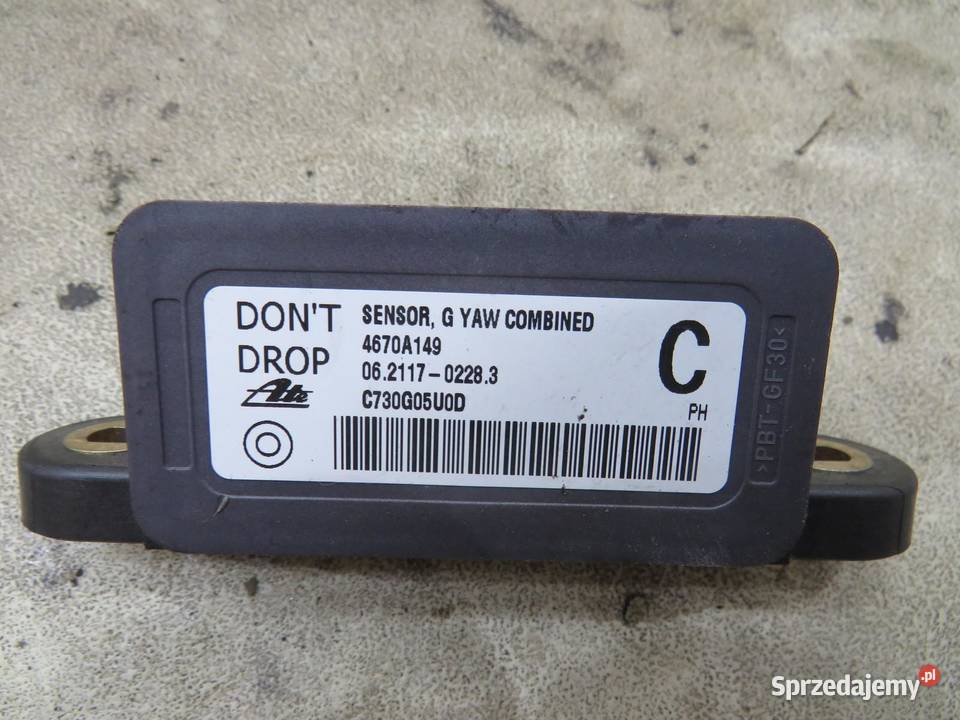 DON'T
DROP
Ate
SENSOR, G YAW COMBINED
4670A149
06.2117-0228.3
C730G05U0D
C
PH
>PBT-GF30<
Sprzedajemy.pl